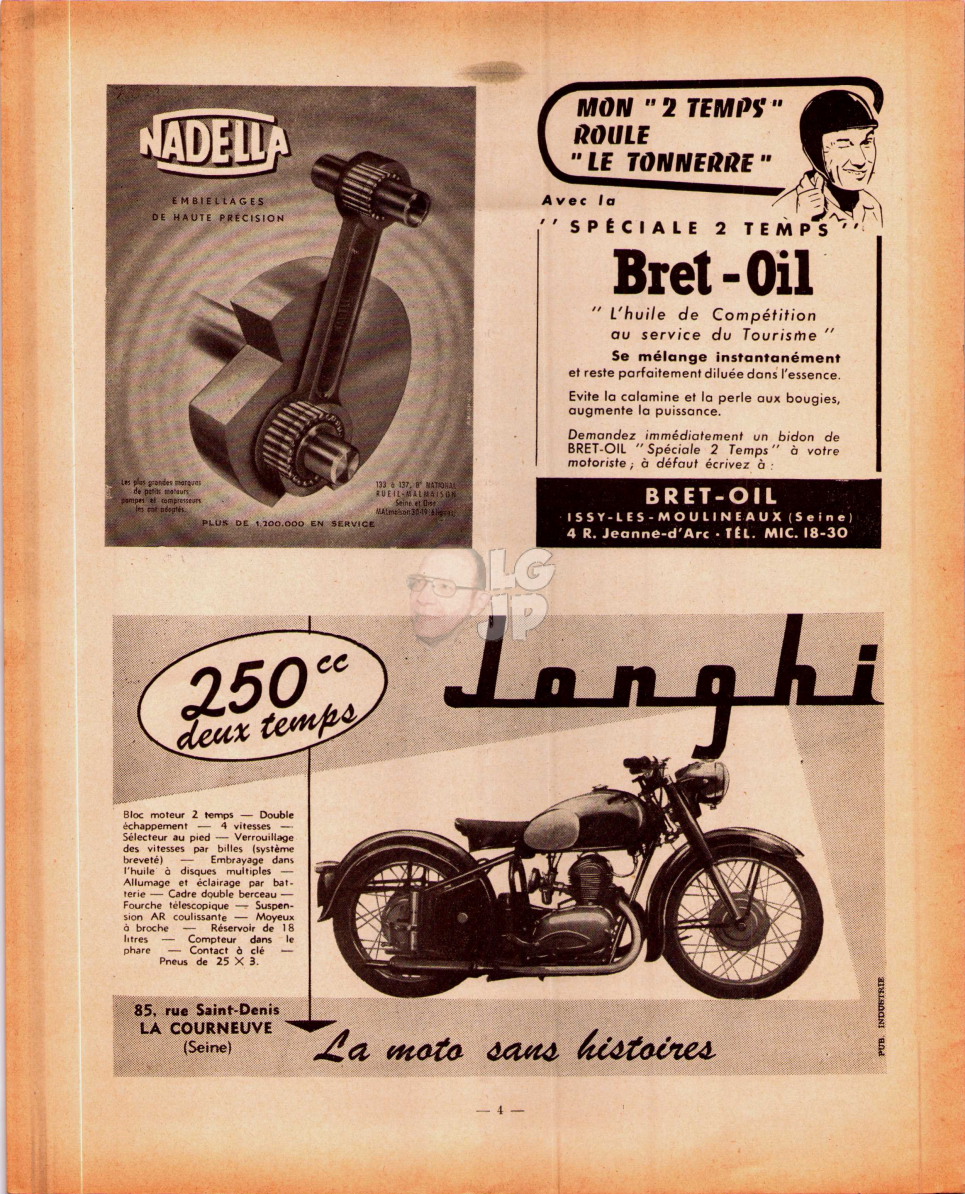 NADELLA
EMBIELLAGES
DE HAUTE PRÉCISION
Les plus grandes marques
de petits moteurs
pompes et compresseurs
les ont adoptés.
133 à 137, Bd NATIONAL
RUEIL-MALMAISON
Seine et Oise
PLUS DE 1.700.000 EN SERVICE
MON "2 TEMPS"
ROULE
"LE TONNERRE"
Avec la
'' SPÉCIALE 2 TEMPS ''
Bret-Oil
" L'huile de Compétition
au service du Tourisme "
Se mélange instantanément
et reste parfaitement diluée dans l'essence.
Evite la calamine et la perle aux bougies,
augmente la puissance.
Demandez immédiatement un bidon de
BRET-OIL "Spéciale 2 Temps" à votre
motoriste ; à défaut écrivez à :
BRET-OIL
ISSY-LES-MOULINEAUX (Seine)
4 R. Jeanne-d'Arc - TÉL. MIC. 18-30
LG
JP
250cc
deux temps
Longhi
Bloc moteur 2 temps — Double
échappement — 4 vitesses —
Sélecteur au pied — Verrouillage
des vitesses par billes (système
breveté) — Embrayage dans
l'huile à disques multiples —
Allumage et éclairage par bat-
terie — Cadre double berceau —
Fourche télescopique — Suspen-
sion AR coulissante — Moyeux
à broche — Réservoir de 18
litres — Compteur dans le
phare — Contact à clé —
Pneus de 25 X 3.
85, rue Saint-Denis
LA COURNEUVE
(Seine)
La moto sans histoires
PUB. INDUSTRIE
— 4 —